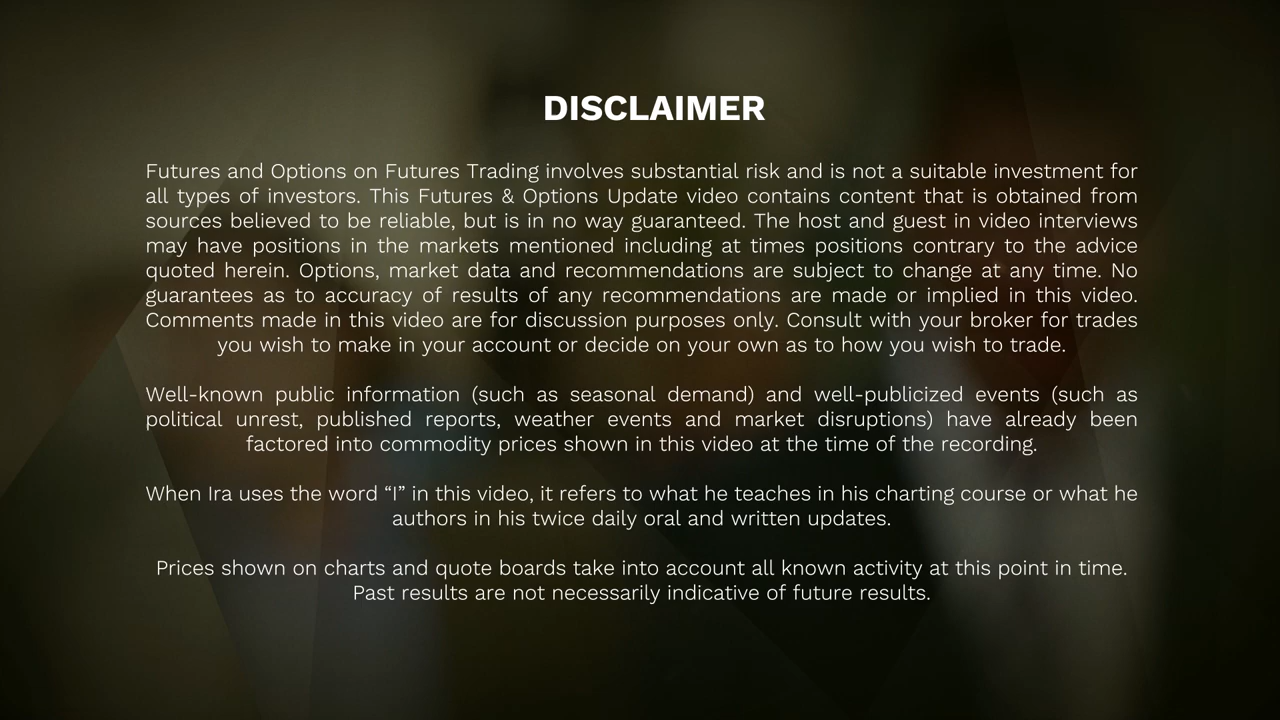 DISCLAIMER
Futures and Options on Futures Trading involves substantial risk and is not a suitable investment for
all types of investors. This Futures & Options Update video contains content that is obtained from
sources believed to be reliable, but is in no way guaranteed. The host and guest in video interviews
may have positions in the markets mentioned including at times positions contrary to the advice
quoted herein. Options, market data and recommendations are subject to change at any time. No
guarantees as to accuracy of results of any recommendations are made or implied in this video.
Comments made in this video are for discussion purposes only. Consult with your broker for trades
you wish to make in your account or decide on your own as to how you wish to trade.
Well-known public information (such as seasonal demand) and well-publicized events (such as
political unrest, published reports, weather events and market disruptions) have already been
factored into commodity prices shown in this video at the time of the recording.
When Ira uses the word “I” in this video, it refers to what he teaches in his charting course or what he
authors in his twice daily oral and written updates.
Prices shown on charts and quote boards take into account all known activity at this point in time.
Past results are not necessarily indicative of future results.